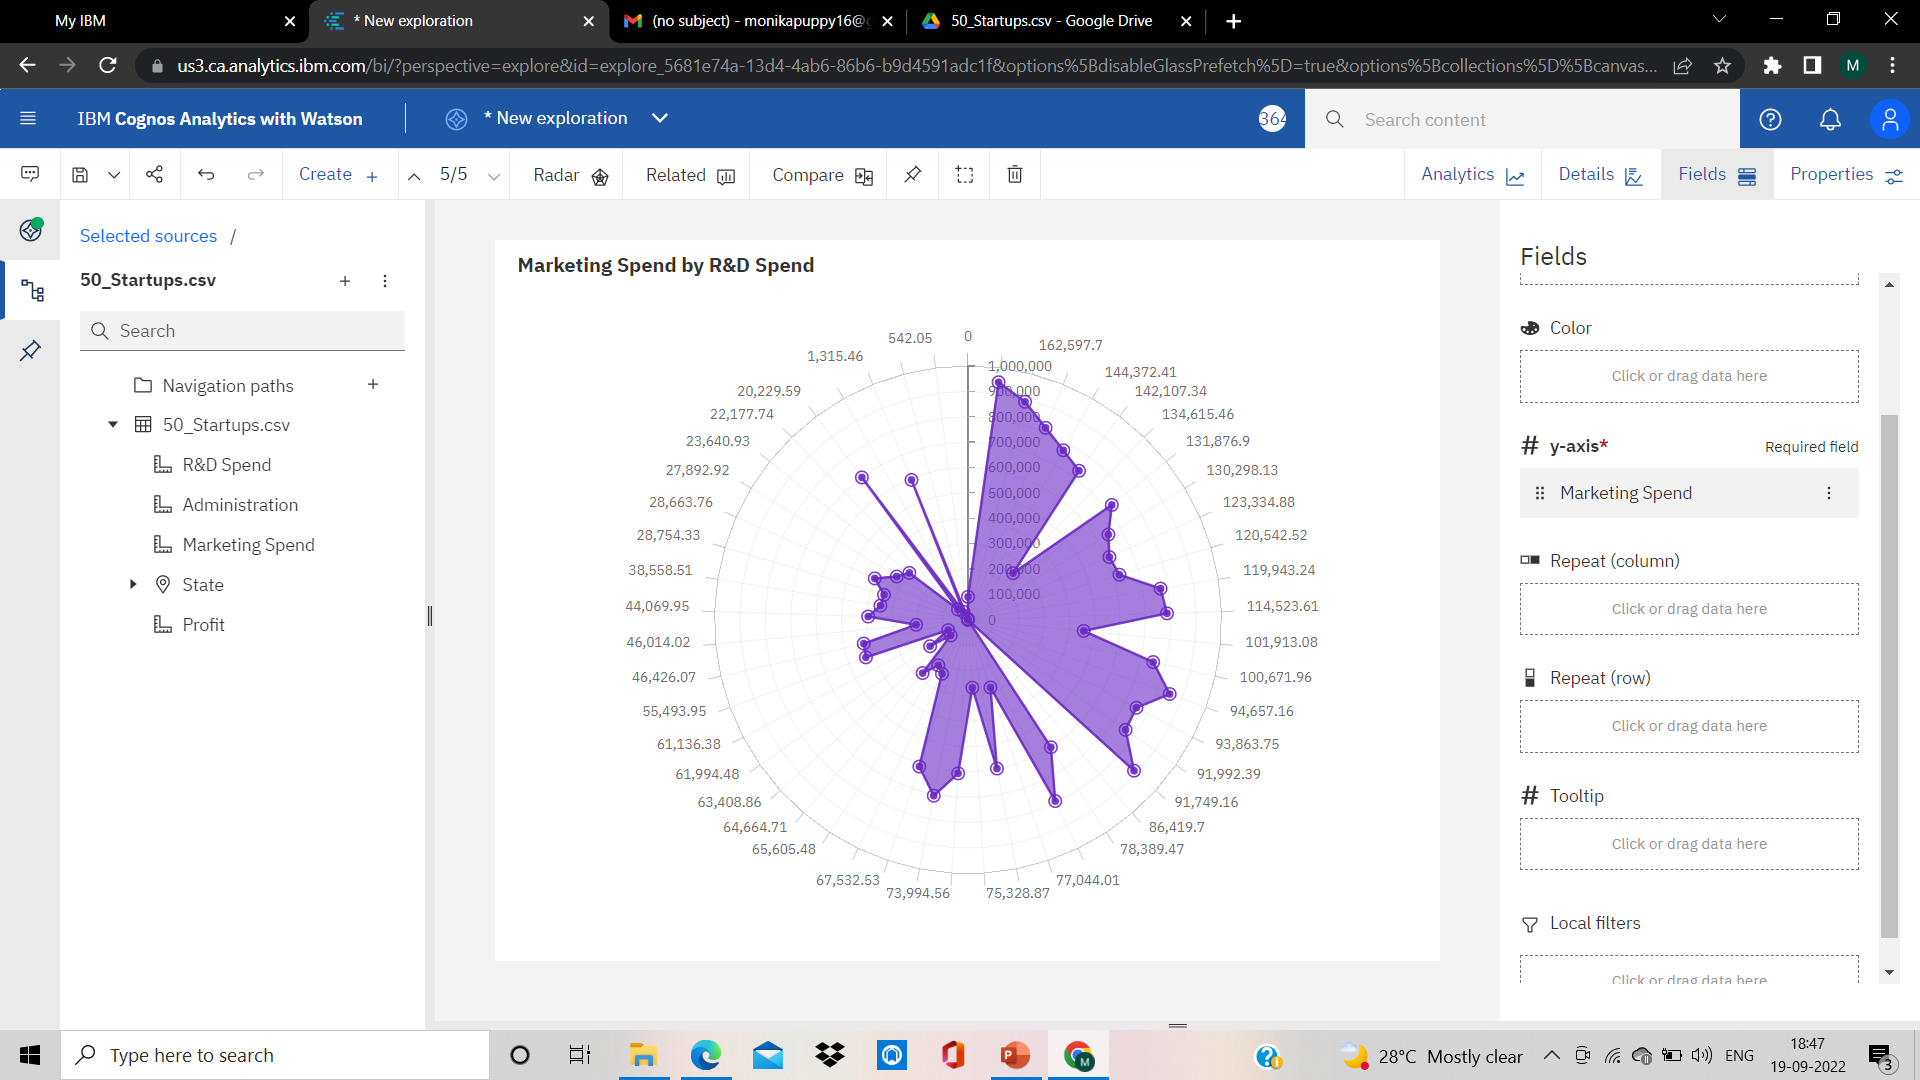 My IBM
* New exploration
(no subject) - monikapuppy16@g
50_Startups.csv - Google Drive
us3.ca.analytics.ibm.com/bi/?perspective=explore&id=explore_5681e74a-13d4-4ab6-86b6-b9d4591adc1f&options%5BdisableGlassPrefetch%5D=true&options%5Bcollections%5D%5Bcanvas...
M
IBM Cognos Analytics with Watson
* New exploration
364
Search content
Create
5/5
Radar
Related
Compare
Analytics
Details
Fields
Properties
Selected sources /
50_Startups.csv
Search
Navigation paths
50_Startups.csv
R&D Spend
Administration
Marketing Spend
State
Profit
Marketing Spend by R&D Spend
0
162,597.7
144,372.41
142,107.34
134,615.46
131,876.9
130,298.13
123,334.88
120,542.52
119,943.24
114,523.61
101,913.08
100,671.96
94,657.16
93,863.75
91,992.39
91,749.16
86,419.7
78,389.47
77,044.01
75,328.87
73,994.56
67,532.53
65,605.48
64,664.71
63,408.86
61,994.48
61,136.38
55,493.95
46,426.07
46,014.02
44,069.95
38,558.51
28,754.33
28,663.76
27,892.92
23,640.93
22,177.74
20,229.59
1,315.46
542.05
1,000,000
900,000
800,000
700,000
600,000
500,000
400,000
300,000
200,000
100,000
0
Fields
Color
Click or drag data here
# y-axis*
Required field
Marketing Spend
Repeat (column)
Click or drag data here
Repeat (row)
Click or drag data here
# Tooltip
Click or drag data here
Local filters
Click or drag data here
Type here to search
P
M
28°C Mostly clear
ENG
18:47
19-09-2022
3